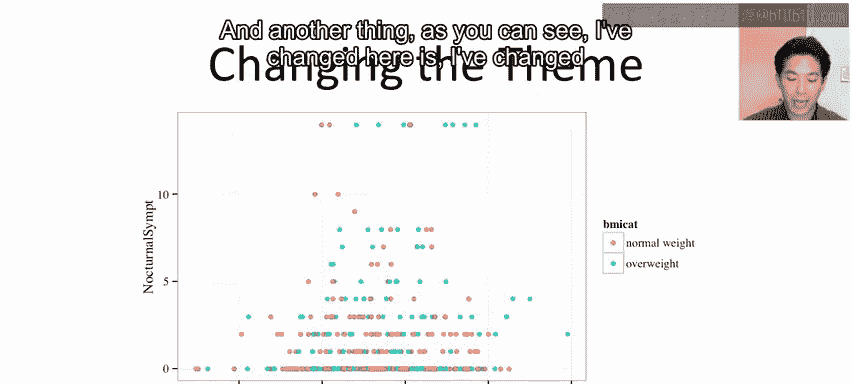 And another thing, as you can see, I've
changed here is, I've changed
Changing the Theme
NocturnalSympt
10
5
0
bmicat
normal weight
overweight